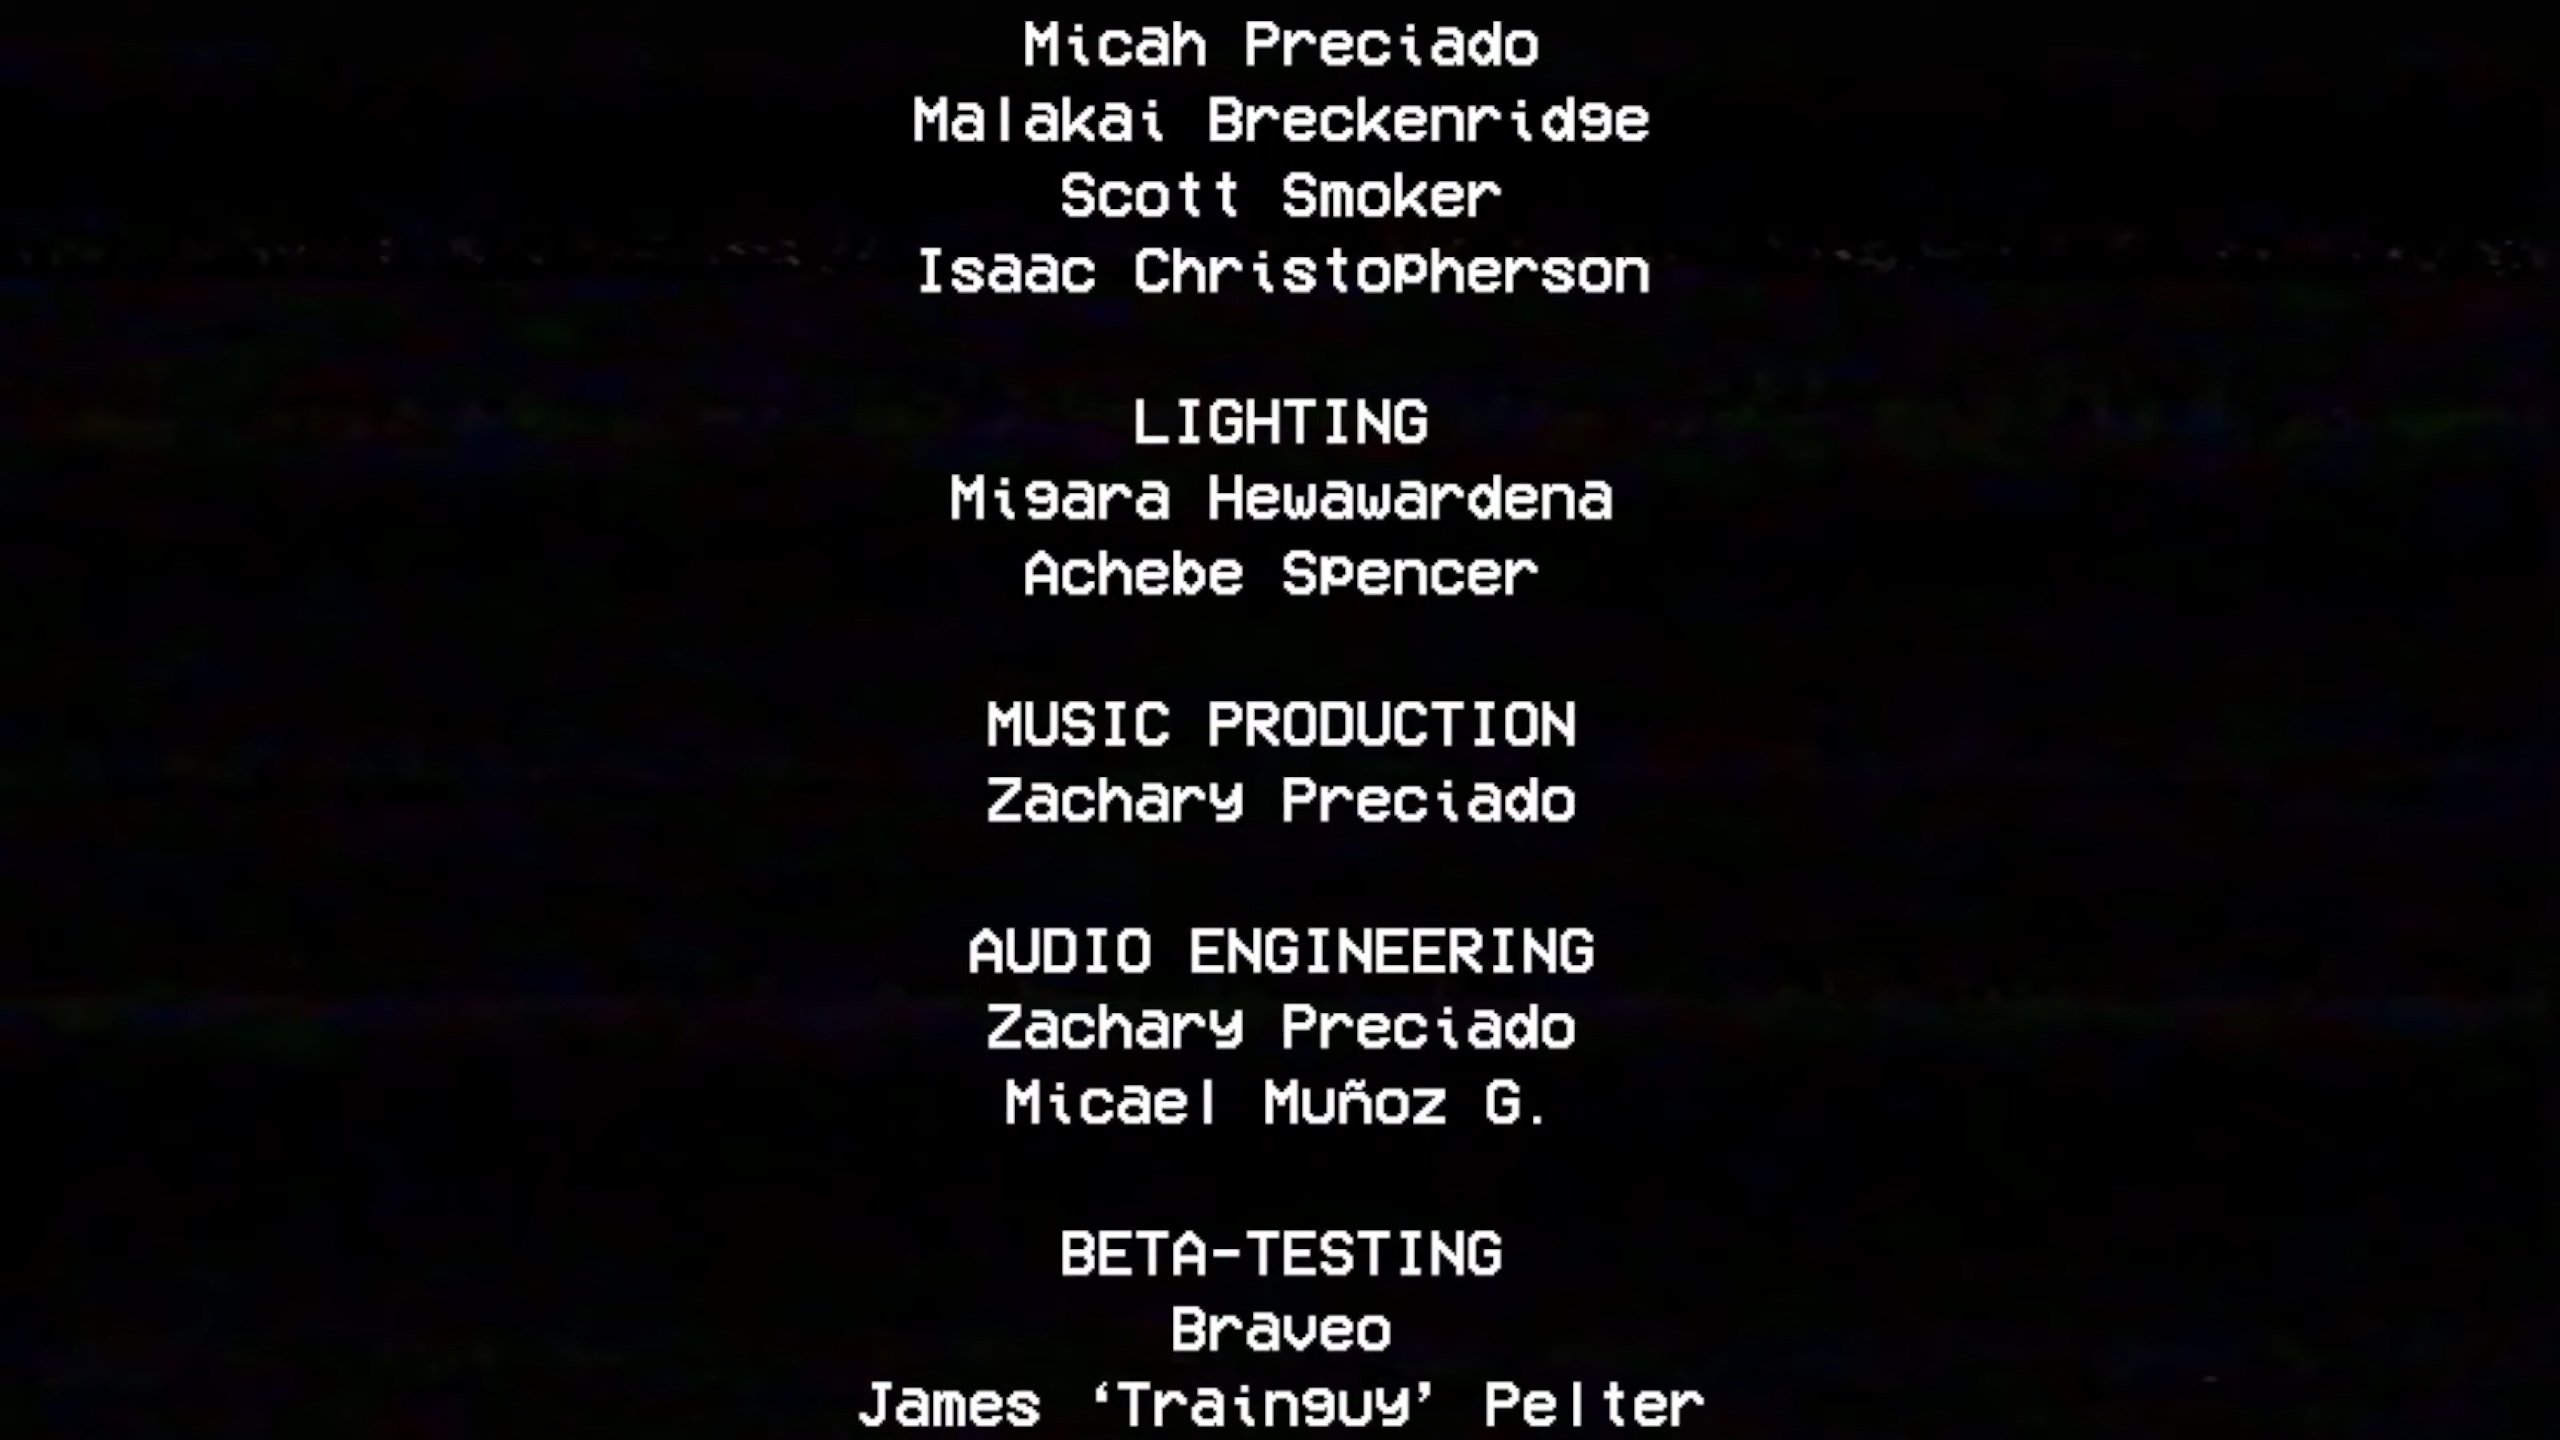 Micah Preciado
Malakai Breckenridge
Scott Smoker
Isaac Christopherson
LIGHTING
Migara Hewawardena
Achebe Spencer
MUSIC PRODUCTION
Zachary Preciado
AUDIO ENGINEERING
Zachary Preciado
Micael Muñoz G.
BETA-TESTING
Braveo
James ‘Trainguy’ Pelter